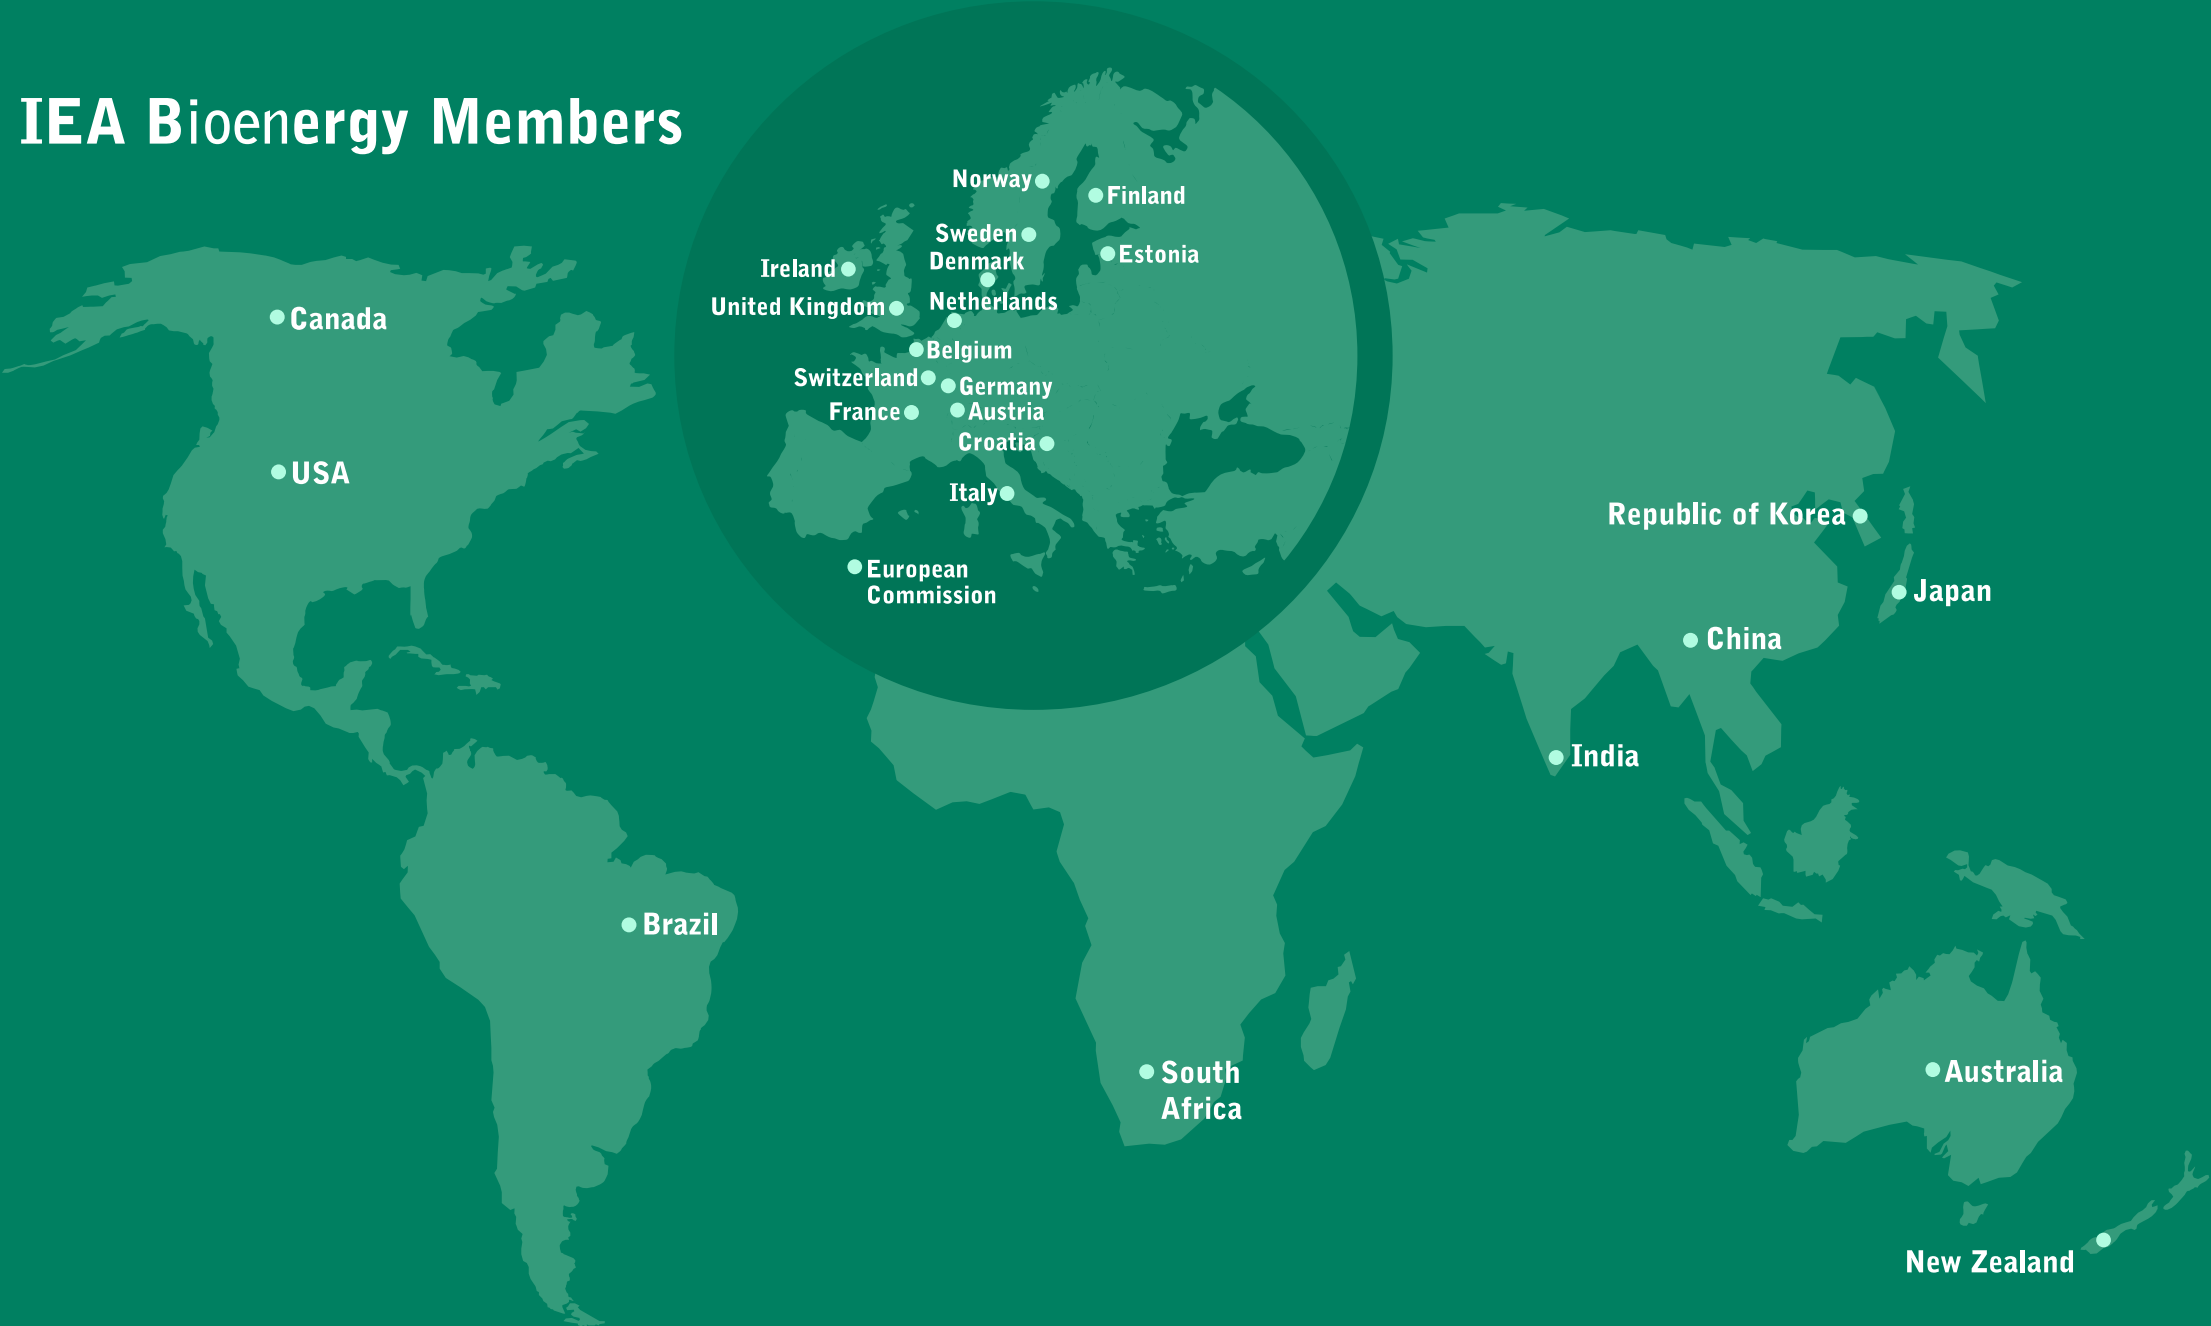 IEA Bioenergy Members
Norway
Finland
Sweden
Denmark
Estonia
Ireland
United Kingdom
Netherlands
Belgium
Switzerland
Germany
France
Austria
Croatia
Italy
European
Commission
Canada
USA
Brazil
South
Africa
Republic of Korea
Japan
China
India
Australia
New Zealand